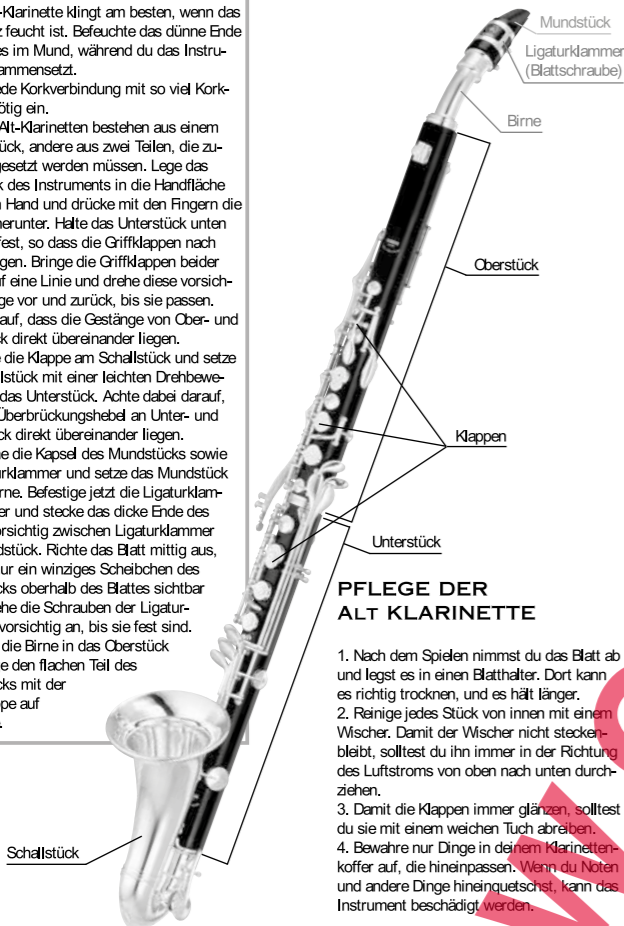 -Klarinette klingt am besten, wenn das
feucht ist. Befeuchte das dünne Ende
im Mund, während du das Instru-
ammensetzt.
ede Korkverbindung mit so viel Kork-
ötig ein.
Alt-Klarinetten bestehen aus einem
ück, andere aus zwei Teilen, die zu-
gesetzt werden müssen. Lege das
k des Instruments in die Handfläche
Hand und drücke mit den Fingern die
herunter. Halte das Unterstück unten
fest, so dass die Griffklappen nach
gen. Bringe die Griffklappen beider
uf eine Linie und drehe diese vorsich-
ge vor und zurück, bis sie passen.
auf, dass die Gestänge von Ober- und
ck direkt übereinander liegen.
e die Klappe am Schallstück und setze
llstück mit einer leichten Drehbewe-
das Unterstück. Achte dabei darauf,
Überbrückungshebel an Unter- und
ck direkt übereinander liegen.
ne die Kapsel des Mundstücks sowie
urklammer und setze das Mundstück
rne. Befestige jetzt die Ligaturklam-
er und stecke das dicke Ende des
orsichtig zwischen Ligaturklammer
dstück. Richte das Blatt mittig aus,
ur ein winziges Scheibchen des
cks oberhalb des Blattes sichtbar
ehe die Schrauben der Ligatur-
vorsichtig an, bis sie fest sind.
die Birne in das Oberstück
e den flachen Teil des
cks mit der
ppe auf
Mundstück
Ligaturklammer
(Blattschraube)
Birne
Oberstück
Klappen
Unterstück
Schallstück
PFLEGE DER
ALT KLARINETTE
1. Nach dem Spielen nimmst du das Blatt ab
und legst es in einen Blatthalter. Dort kann
es richtig trocknen, und es hält länger.
2. Reinige jedes Stück von innen mit einem
Wischer. Damit der Wischer nicht stecken-
bleibt, solltest du ihn immer in der Richtung
des Luftstroms von oben nach unten durch-
ziehen.
3. Damit die Klappen immer glänzen, solltest
du sie mit einem weichen Tuch abreiben.
4. Bewahre nur Dinge in deinem Klarinetten-
koffer auf, die hineinpassen. Wenn du Noten
und andere Dinge hineinquetschst, kann das
Instrument beschädigt werden.